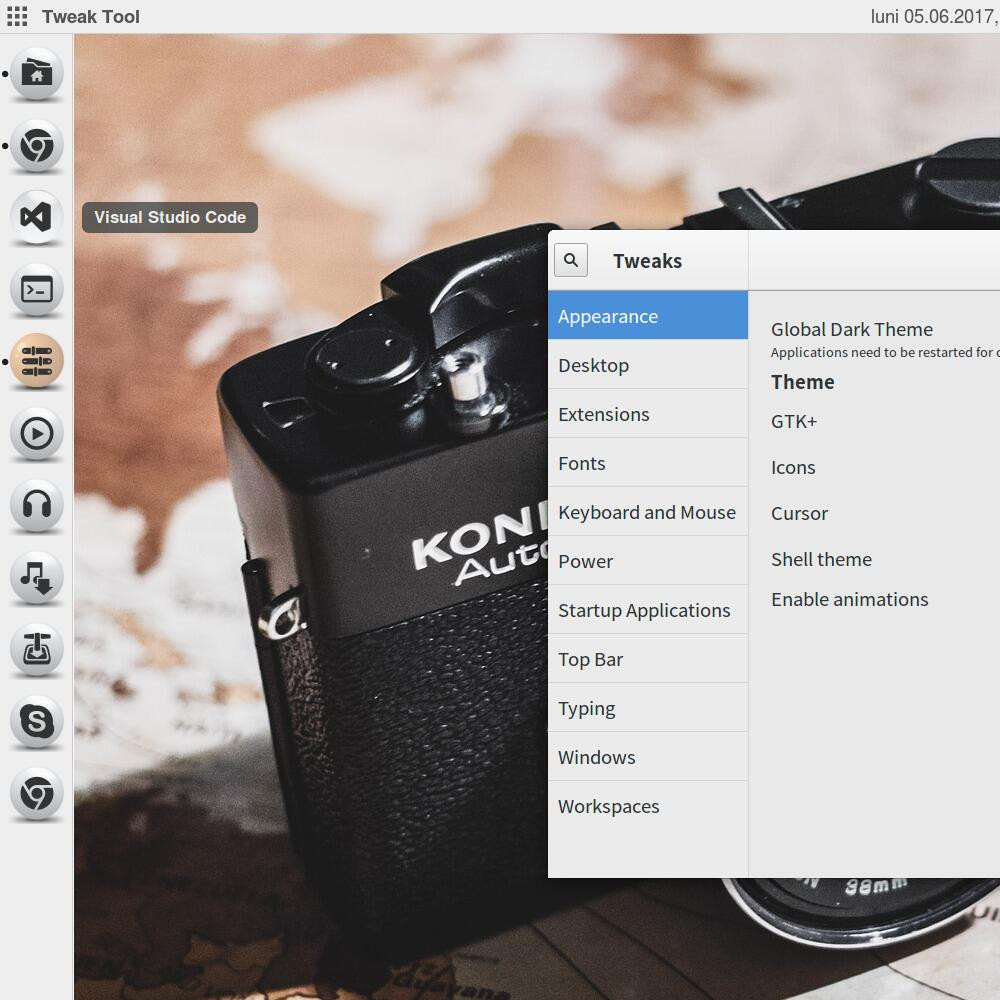 Tweak Tool
luni 05.06.2017,
Visual Studio Code
Tweaks
Appearance
Desktop
Extensions
Fonts
Keyboard and Mouse
Power
Startup Applications
Top Bar
Typing
Windows
Workspaces
Global Dark Theme
Applications need to be restarted for
Theme
GTK+
Icons
Cursor
Shell theme
Enable animations
KONI
Auto
38mm
Guayana